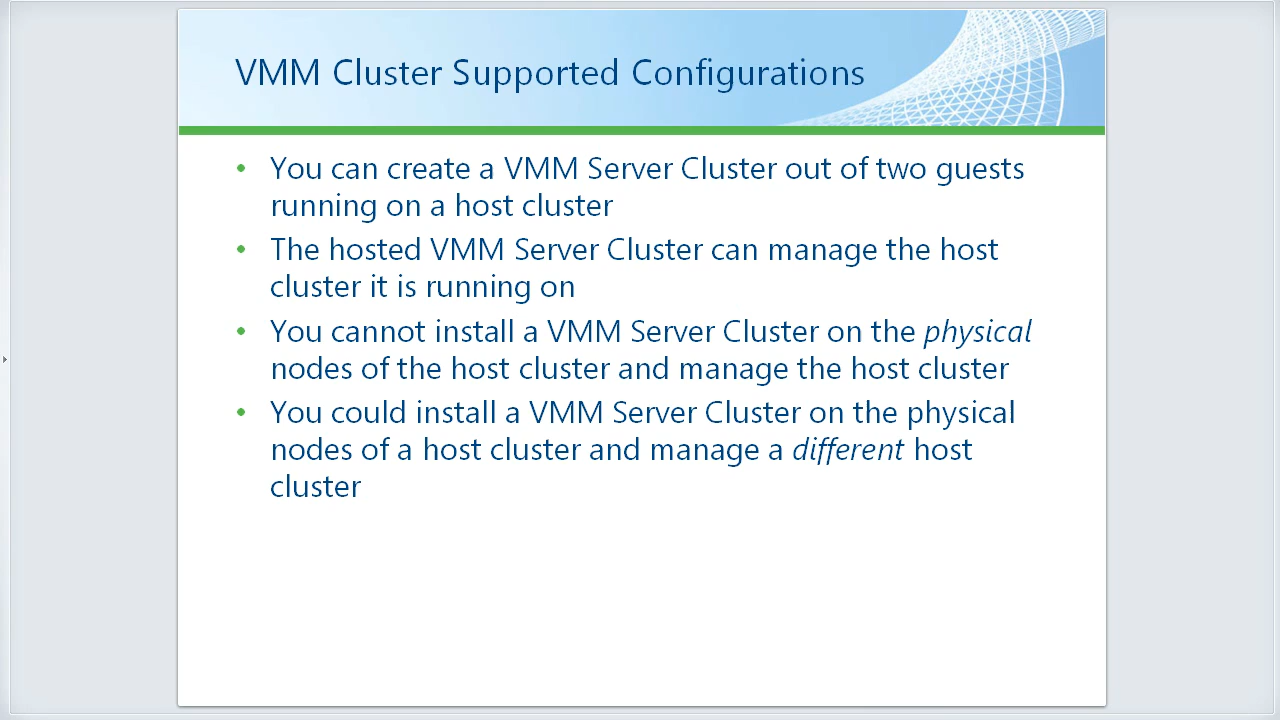 VMM Cluster Supported Configurations
• You can create a VMM Server Cluster out of two guests
running on a host cluster
• The hosted VMM Server Cluster can manage the host
cluster it is running on
• You cannot install a VMM Server Cluster on the physical
nodes of the host cluster and manage the host cluster
• You could install a VMM Server Cluster on the physical
nodes of a host cluster and manage a different host
cluster